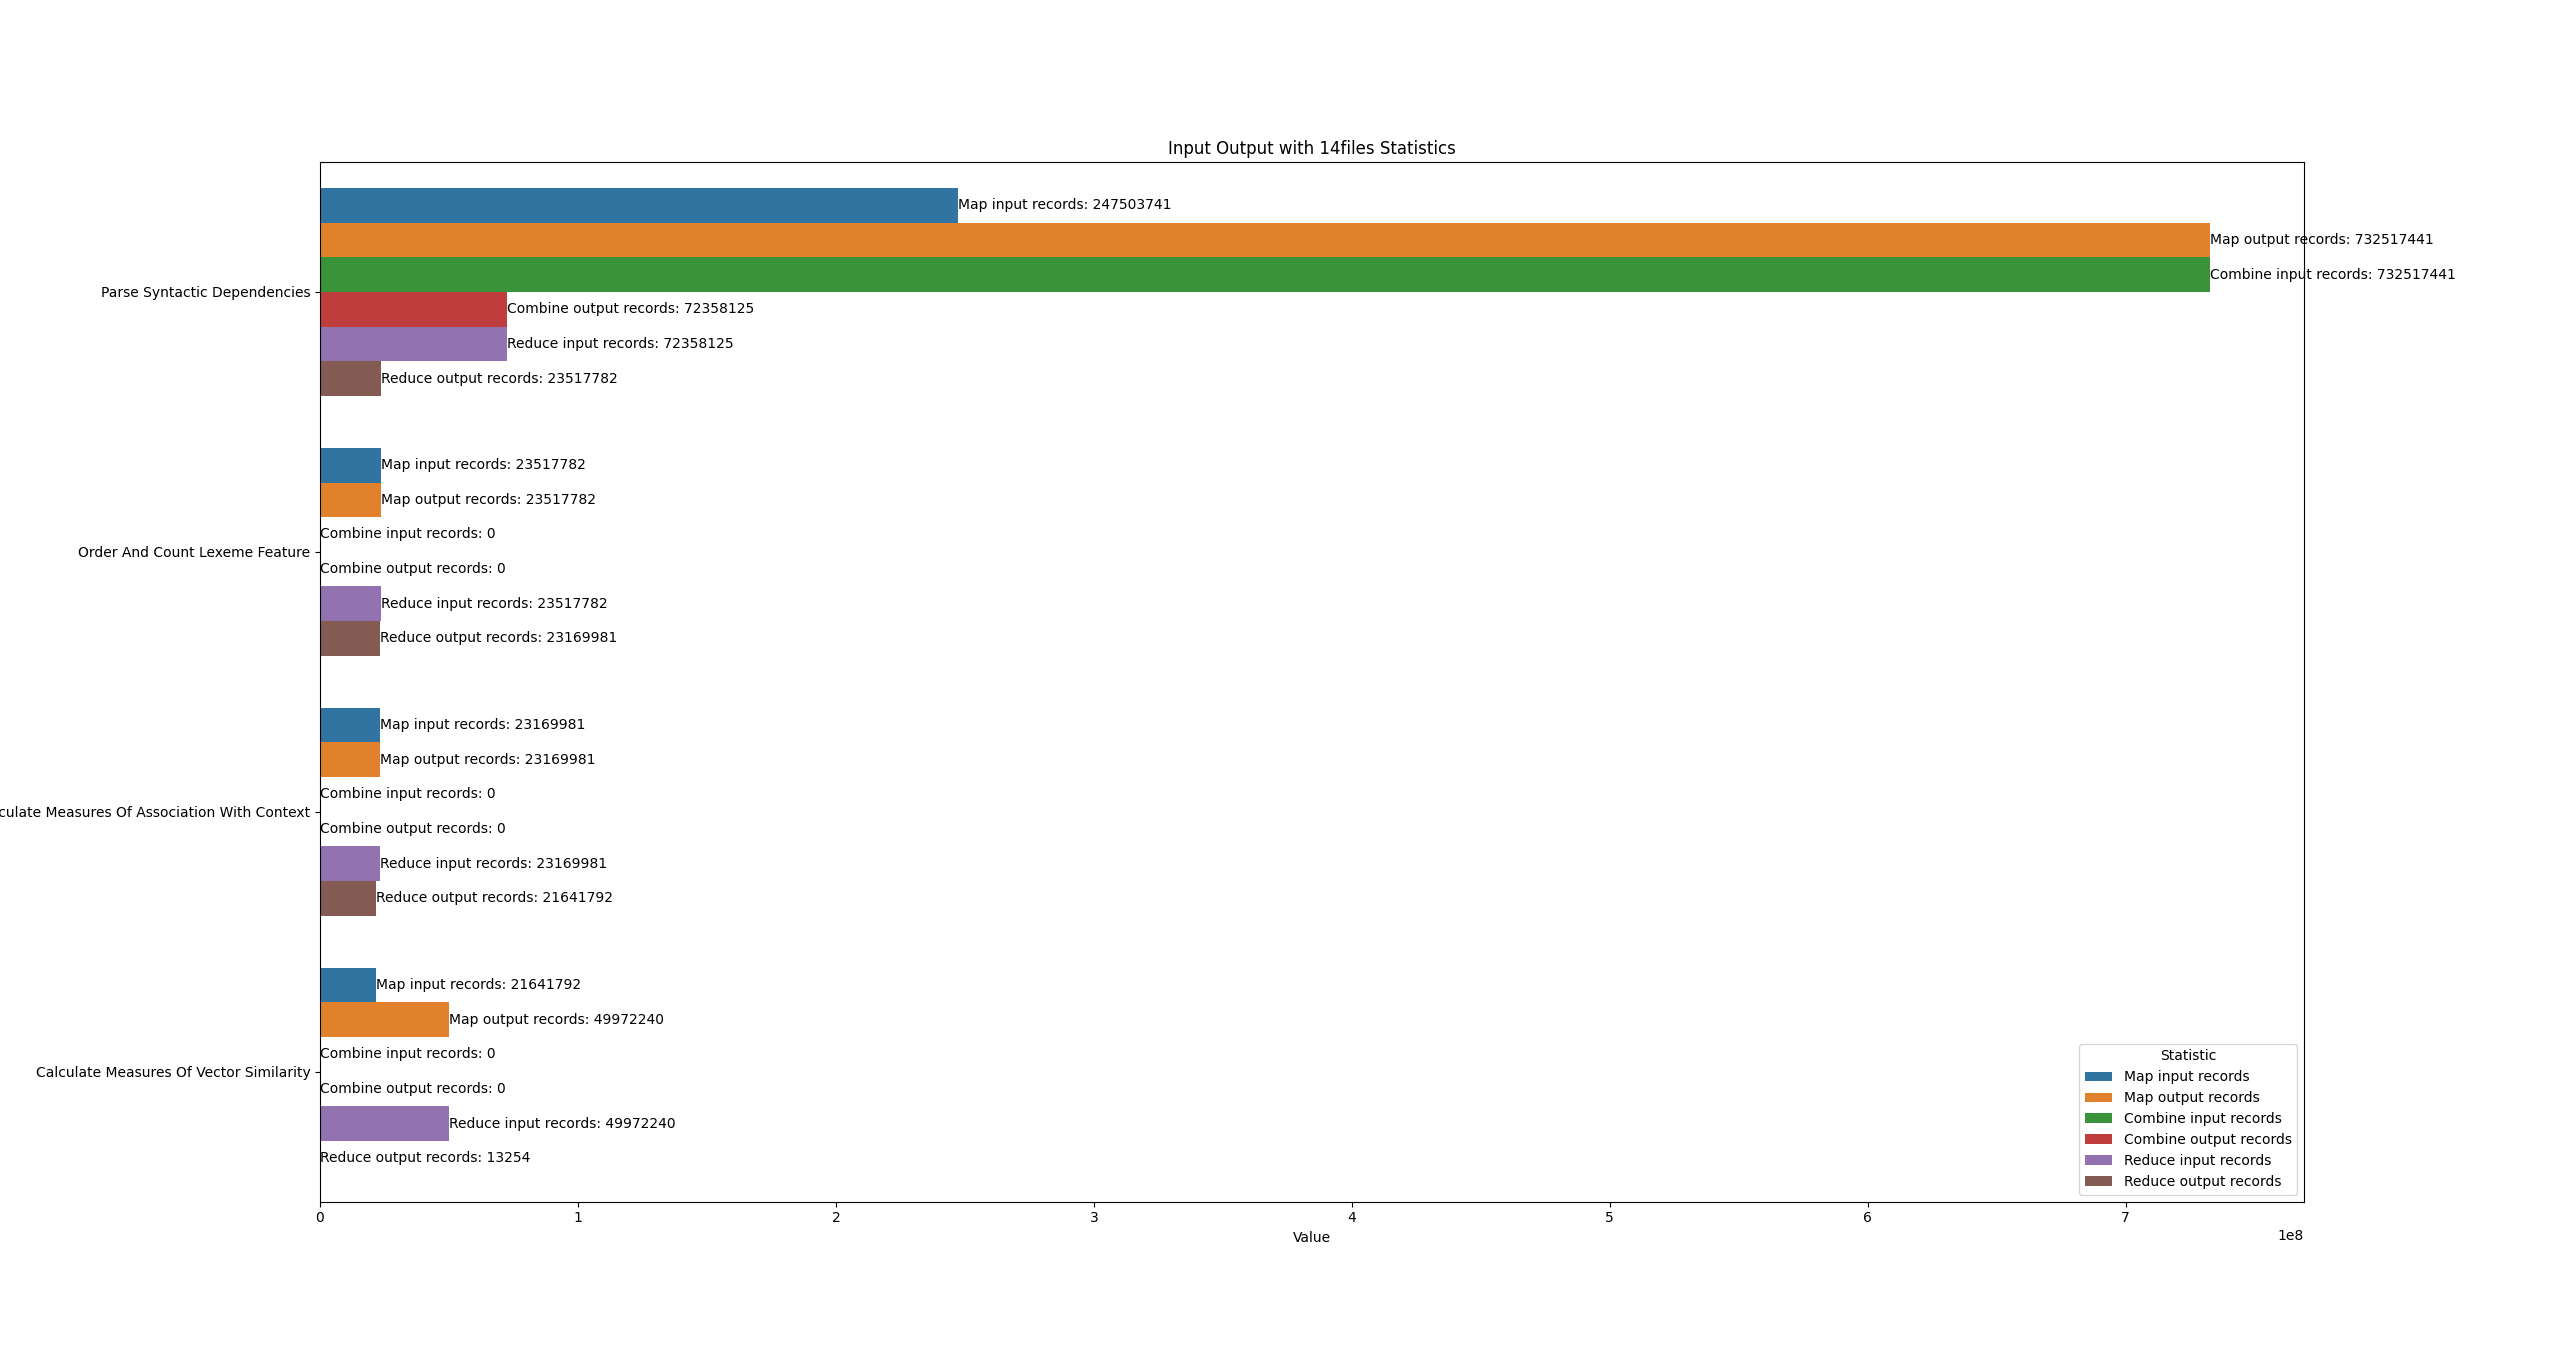 Input Output with 14files Statistics
Map input records: 247503741
Map output records: 732517441
Combine input records: 732517441
Parse Syntactic Dependencies
Combine output records: 72358125
Reduce input records: 72358125
Reduce output records: 23517782
Map input records: 23517782
Map output records: 23517782
Combine input records: 0
Order And Count Lexeme Feature
Combine output records: 0
Reduce input records: 23517782
Reduce output records: 23169981
Map input records: 23169981
Map output records: 23169981
Combine input records: 0
culate Measures Of Association With Context
Combine output records: 0
Reduce input records: 23169981
Reduce output records: 21641792
Map input records: 21641792
Map output records: 49972240
Combine input records: 0
Calculate Measures Of Vector Similarity
Combine output records: 0
Reduce input records: 49972240
Reduce output records: 13254
Statistic
Map input records
Map output records
Combine input records
Combine output records
Reduce input records
Reduce output records
0 1 2 3 4 5 6 7
1e8
Value